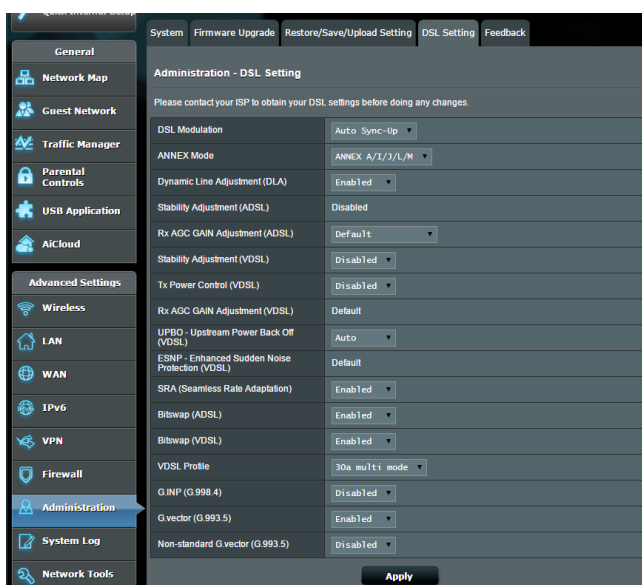 Quick Internet Setup
General
Network Map
Guest Network
Traffic Manager
Parental
Controls
USB Application
AiCloud
Advanced Settings
Wireless
LAN
WAN
IPv6
VPN
Firewall
Administration
System Log
Network Tools
System Firmware Upgrade Restore/Save/Upload Setting DSL Setting Feedback
Administration - DSL Setting
Please contact your ISP to obtain your DSL settings before doing any changes.
DSL Modulation Auto Sync-Up
ANNEX Mode ANNEX A/I/J/L/M
Dynamic Line Adjustment (DLA) Enabled
Stability Adjustment (ADSL) Disabled
Rx AGC GAIN Adjustment (ADSL) Default
Stability Adjustment (VDSL) Disabled
Tx Power Control (VDSL) Disabled
Rx AGC GAIN Adjustment (VDSL) Default
UPBO - Upstream Power Back Off
(VDSL) Auto
ESNP - Enhanced Sudden Noise
Protection (VDSL) Default
SRA (Seamless Rate Adaptation) Enabled
Bitswap (ADSL) Enabled
Bitswap (VDSL) Enabled
VDSL Profile 30a multi mode
G.INP (G.998.4) Disabled
G.vector (G.993.5) Enabled
Non-standard G.vector (G.993.5) Disabled
Apply